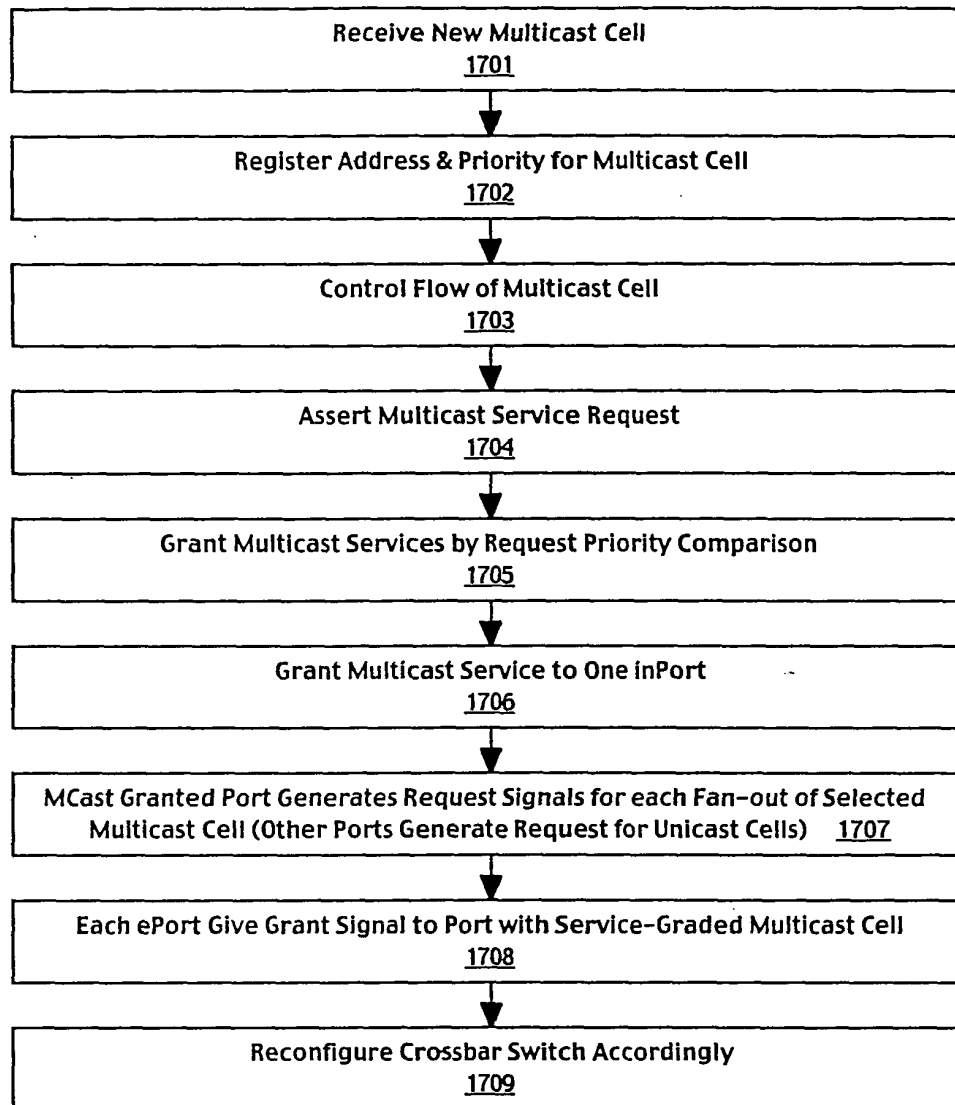 Receive New Multicast Cell
1701
Register Address & Priority for Multicast Cell
1702
Control Flow of Multicast Cell
1703
Assert Multicast Service Request
1704
Grant Multicast Services by Request Priority Comparison
1705
Grant Multicast Service to One inPort
1706
MCast Granted Port Generates Request Signals for each Fan-out of Selected
Multicast Cell (Other Ports Generate Request for Unicast Cells) 1707
Each ePort Give Grant Signal to Port with Service-Graded Multicast Cell
1708
Reconfigure Crossbar Switch Accordingly
1709